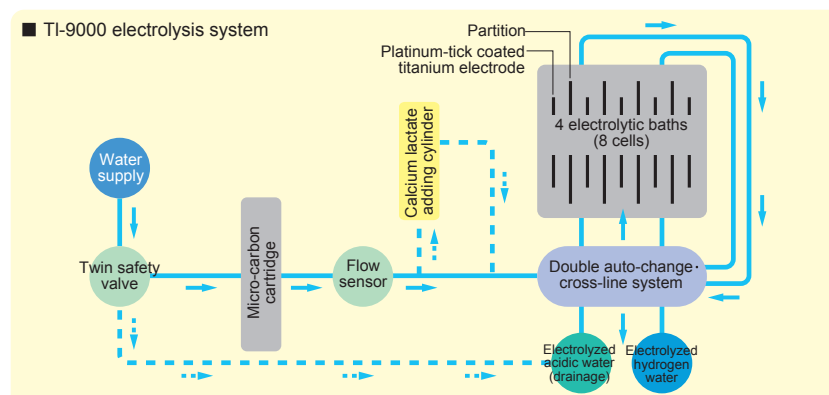 ■ TI-9000 electrolysis system
Partition
Platinum-tick coated
titanium electrode
4 electrolytic baths
(8 cells)
Water
supply
Calcium lactate
adding cylinder
Twin safety
valve
Micro-carbon
cartridge
Flow
sensor
Double auto-change·
cross-line system
Electrolyzed
acidic water
(drainage)
Electrolyzed
hydrogen
water